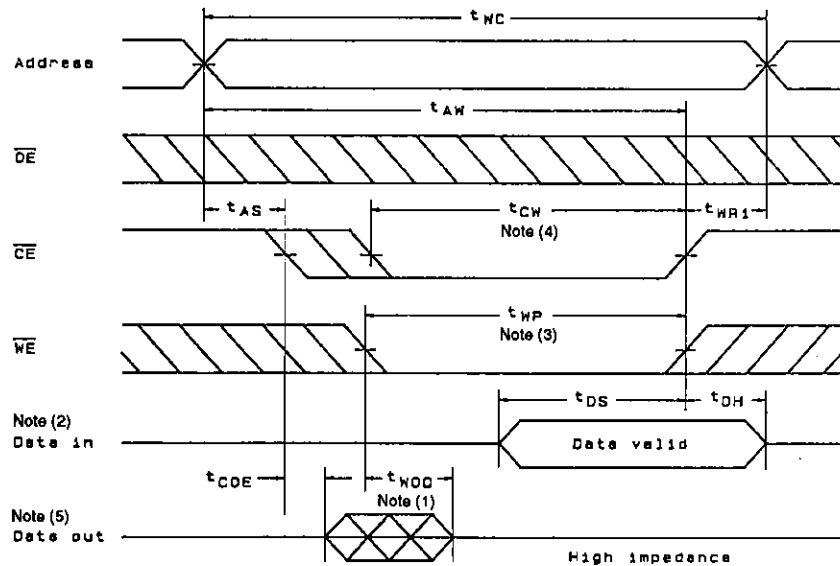 t WC
Address
t AW
OE
t AS
t CW
t WR1
Note (4)
CE
t WP
Note (3)
WE
t DS
t DH
Note (2)
Data in
Data valid
t COE
t WOD
Note (1)
Note (5)
Data out
High impedance